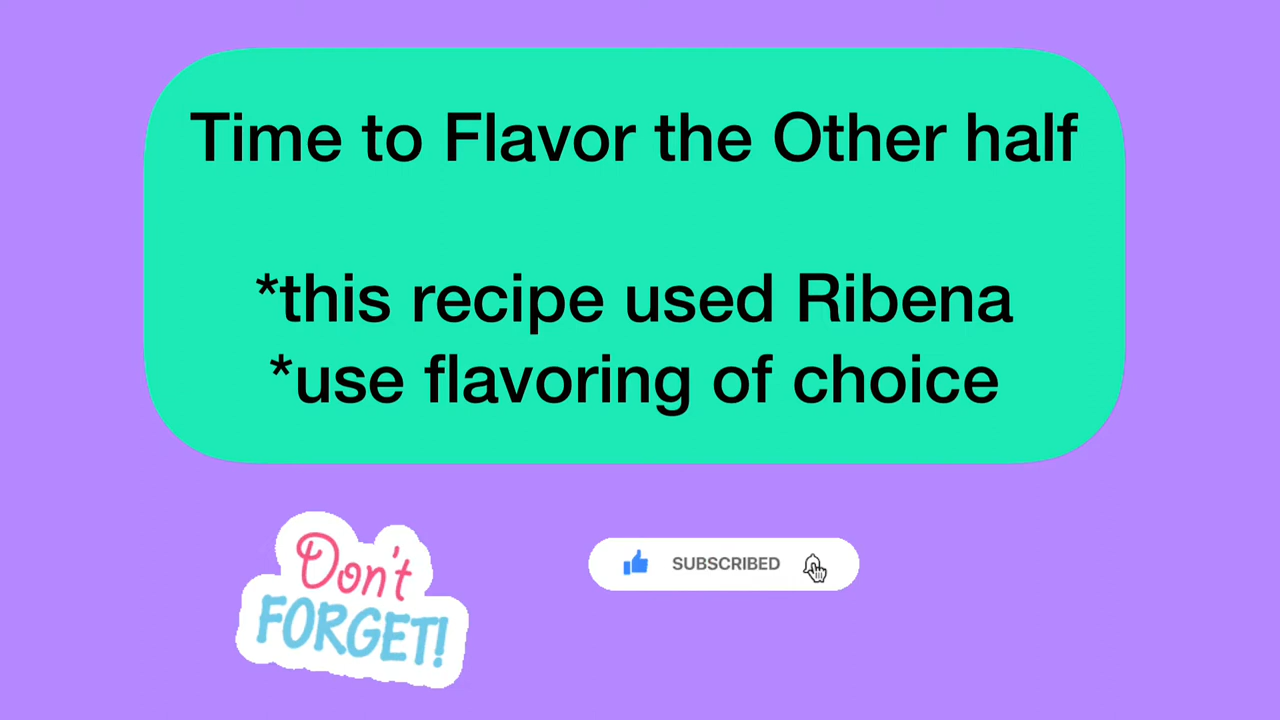 Time to Flavor the Other half
*this recipe used Ribena
*use flavoring of choice
Don't
FORGET!
SUBSCRIBED